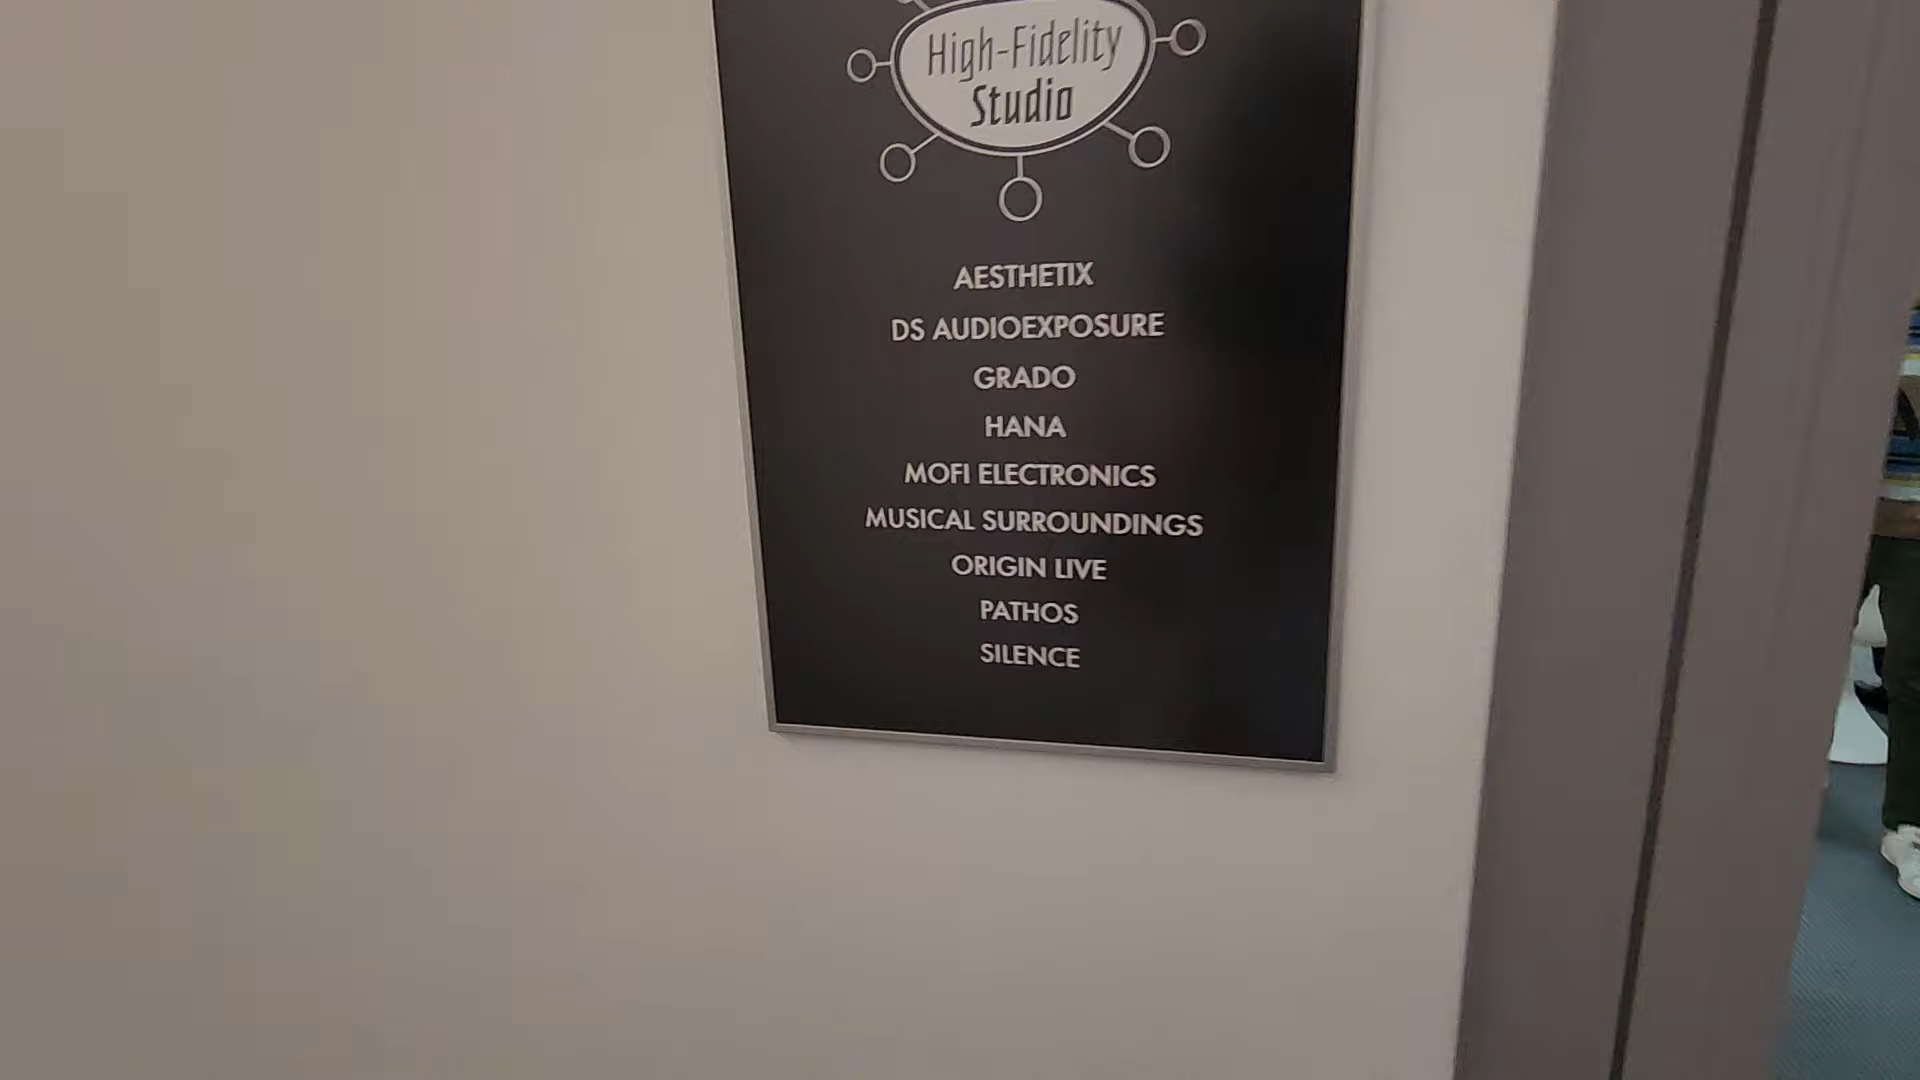 High-Fidelity
Studio
AESTHETIX
DS AUDIOEXPOSURE
GRADO
HANA
MOFI ELECTRONICS
MUSICAL SURROUNDINGS
ORIGIN LIVE
PATHOS
SILENCE